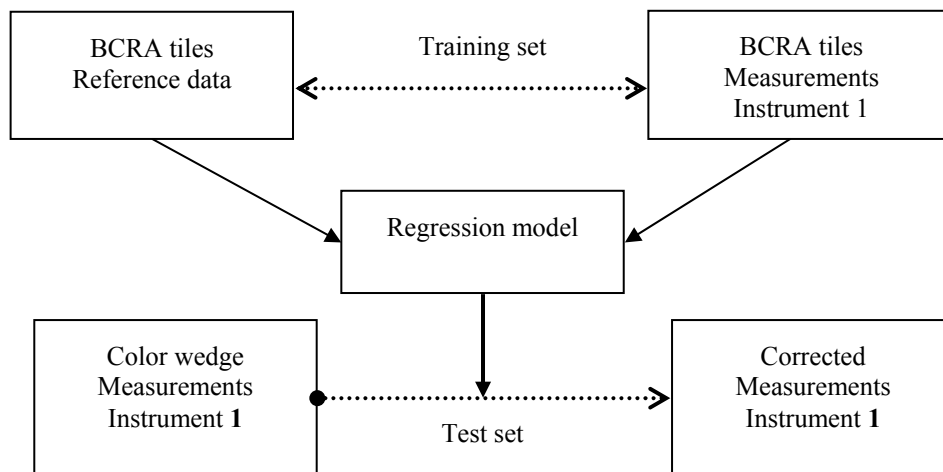 BCRA tiles
Reference data
Training set
BCRA tiles
Measurements
Instrument 1
Regression model
Color wedge
Measurements
Instrument 1
Test set
Corrected
Measurements
Instrument 1